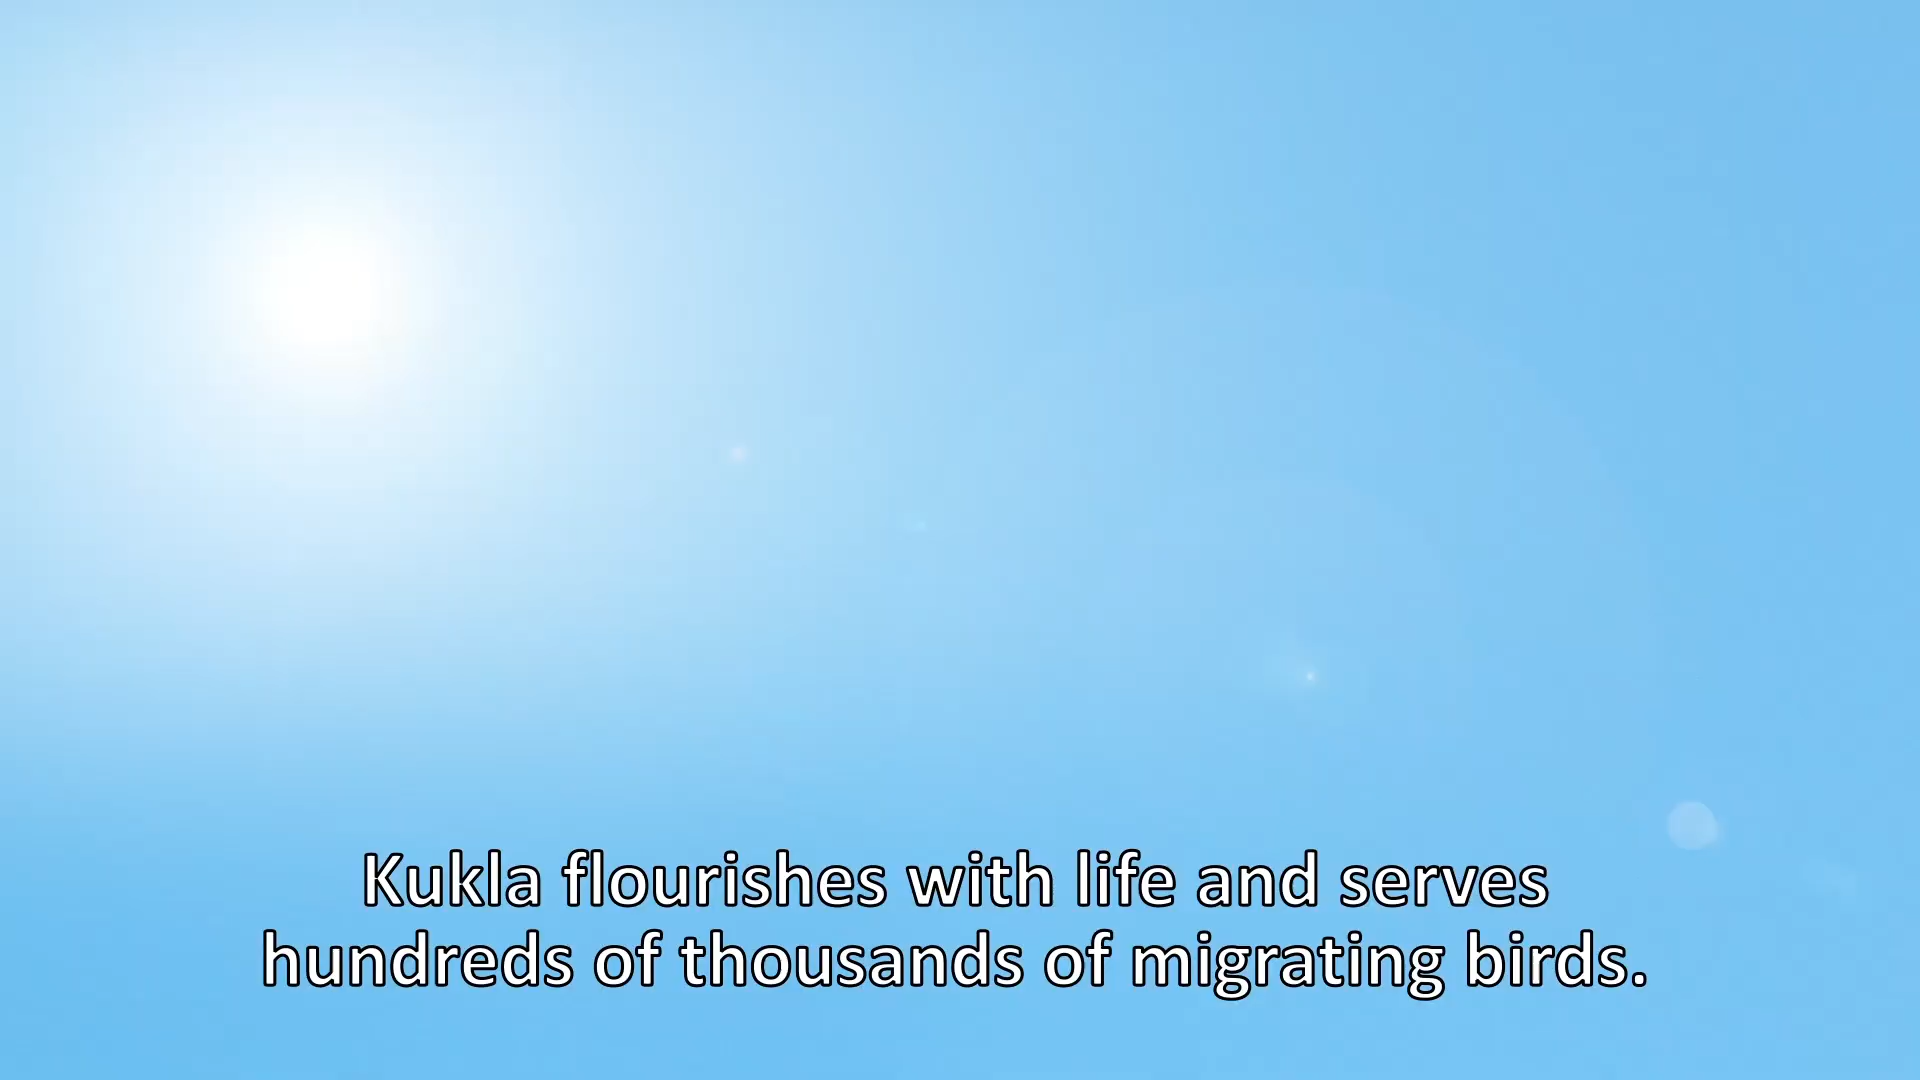 Kukla flourishes with life and serves
hundreds of thousands of migrating birds.